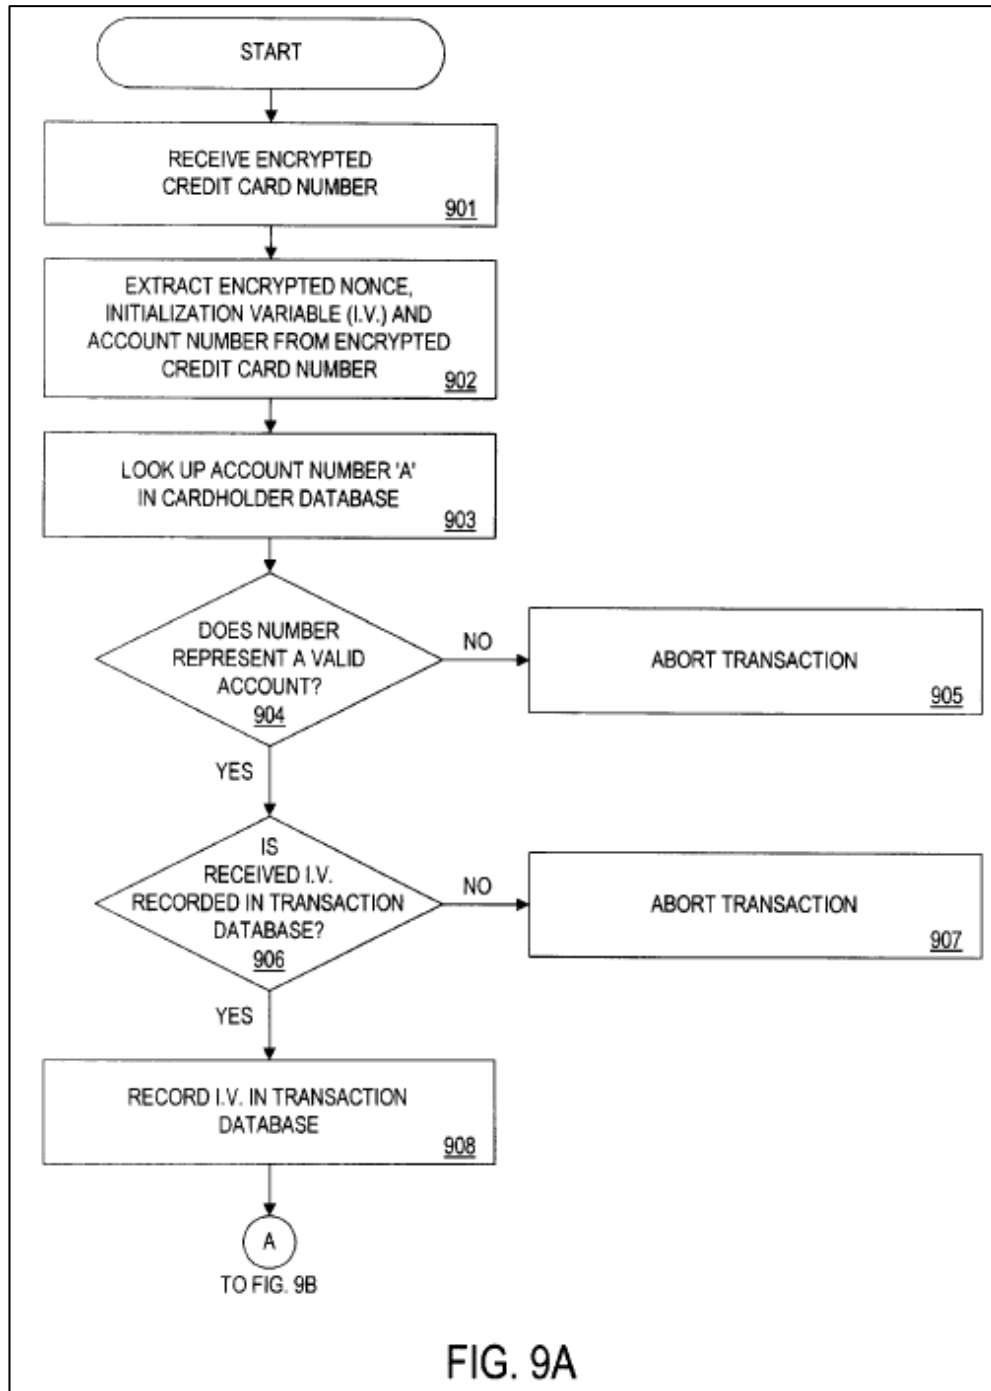 START
RECEIVE ENCRYPTED
CREDIT CARD NUMBER
901
EXTRACT ENCRYPTED NONCE,
INITIALIZATION VARIABLE (I.V.) AND
ACCOUNT NUMBER FROM ENCRYPTED
CREDIT CARD NUMBER
902
LOOK UP ACCOUNT NUMBER 'A'
IN CARDHOLDER DATABASE
903
DOES NUMBER
REPRESENT A VALID
ACCOUNT?
904
NO
ABORT TRANSACTION
905
YES
IS
RECEIVED I.V.
RECORDED IN TRANSACTION
DATABASE?
906
NO
ABORT TRANSACTION
907
YES
RECORD I.V. IN TRANSACTION
DATABASE
908
A
TO FIG. 9B
FIG. 9A